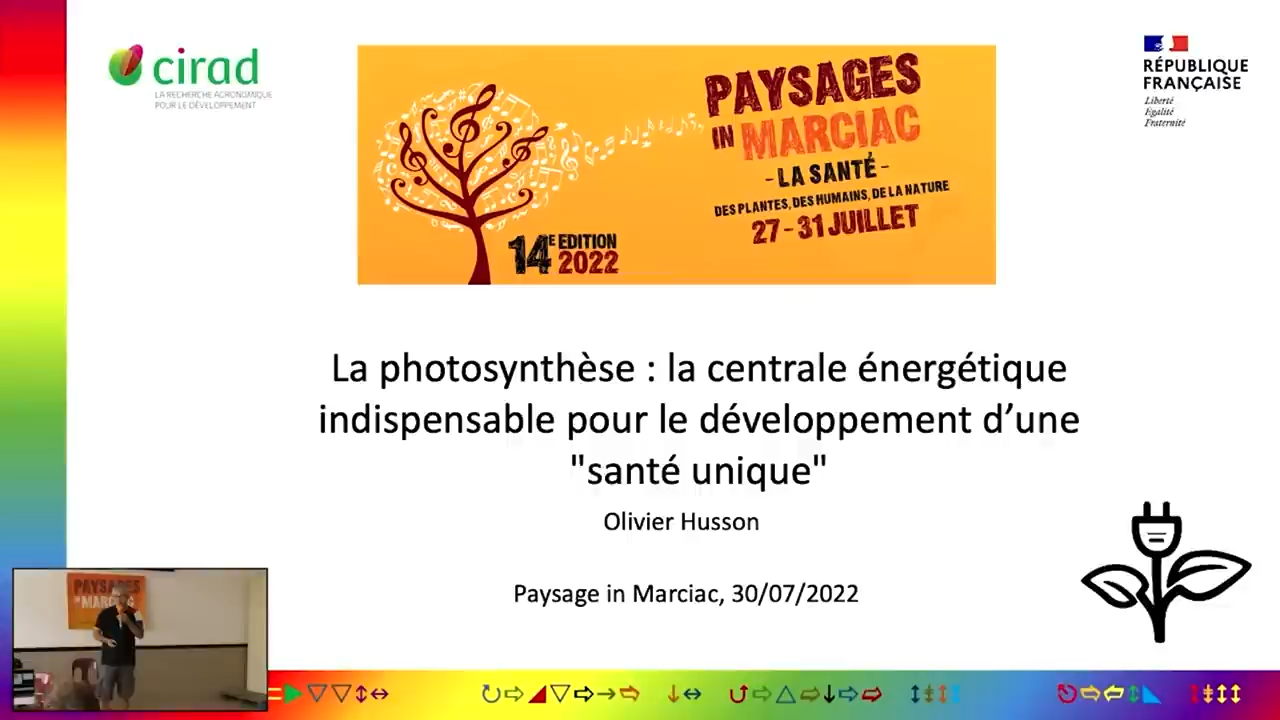 cirad
LA RECHERCHE AGRONOMIQUE
POUR LE DÉVELOPPEMENT
PAYSAGES
IN MARCIAC
- LA SANTÉ -
DES PLANTES, DES HUMAINS, DE LA NATURE
27 - 31 JUILLET
14E EDITION
2022
RÉPUBLIQUE
FRANÇAISE
Liberté
Égalité
Fraternité
La photosynthèse : la centrale énergétique
indispensable pour le développement d’une
"santé unique"
Olivier Husson
Paysage in Marciac, 30/07/2022
PAYSAGES